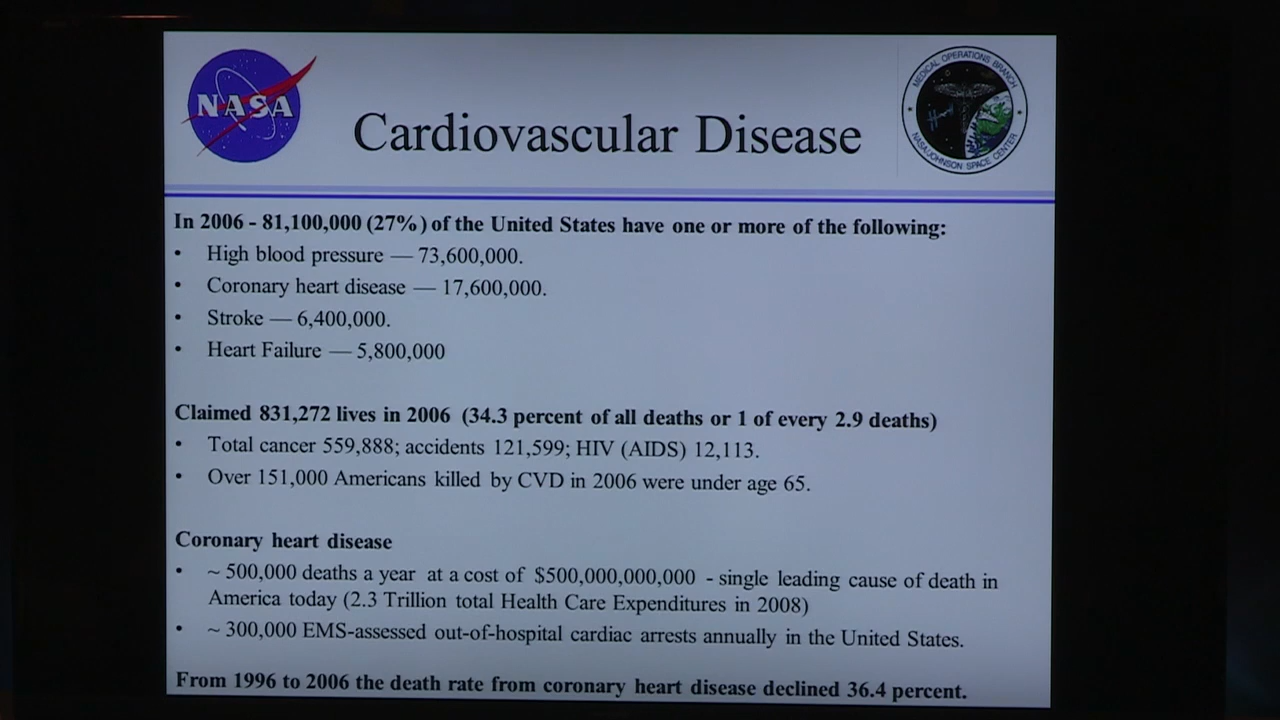 NASA
MEDICAL OPERATIONS BRANCH
NASA/JOHNSON SPACE CENTER
Cardiovascular Disease
In 2006 - 81,100,000 (27%) of the United States have one or more of the following:
• High blood pressure — 73,600,000.
• Coronary heart disease — 17,600,000.
• Stroke — 6,400,000.
• Heart Failure — 5,800,000
Claimed 831,272 lives in 2006 (34.3 percent of all deaths or 1 of every 2.9 deaths)
• Total cancer 559,888; accidents 121,599; HIV (AIDS) 12,113.
• Over 151,000 Americans killed by CVD in 2006 were under age 65.
Coronary heart disease
• ~ 500,000 deaths a year at a cost of $500,000,000,000 - single leading cause of death in
America today (2.3 Trillion total Health Care Expenditures in 2008)
• ~ 300,000 EMS-assessed out-of-hospital cardiac arrests annually in the United States.
From 1996 to 2006 the death rate from coronary heart disease declined 36.4 percent.